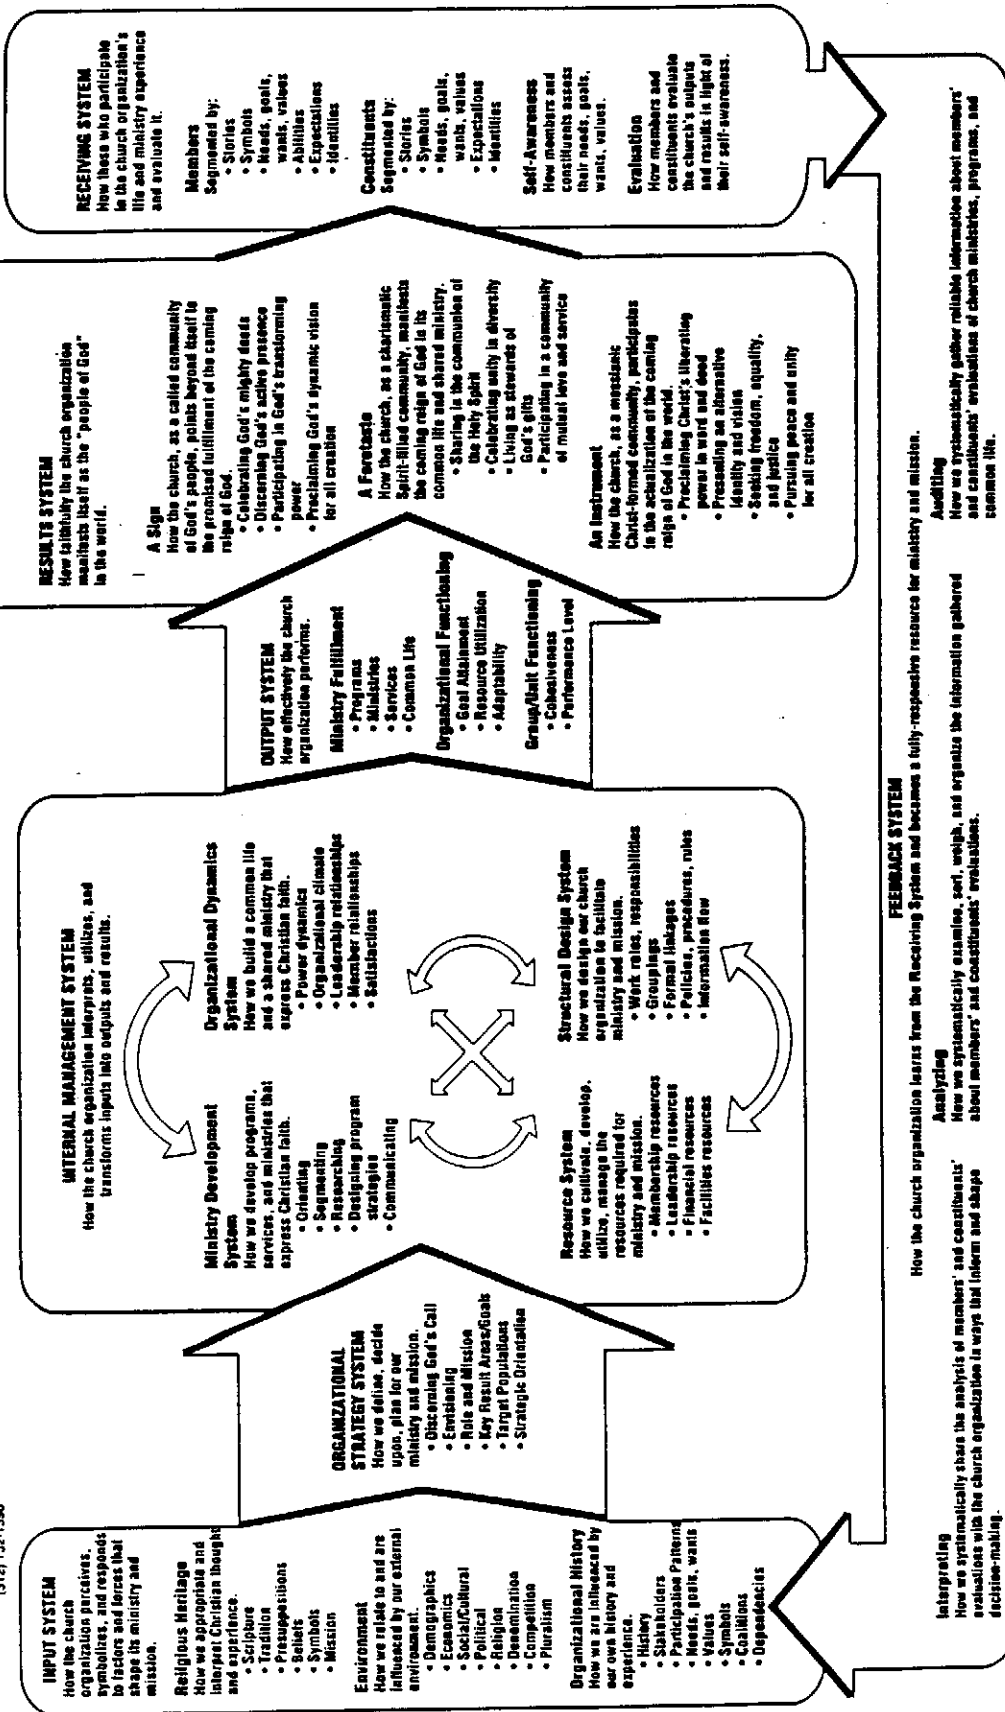 INPUT SYSTEM
How the church
organization perceives,
symbolizes, and responds
to factors and forces that
shape its ministry and
mission.
Religious Heritage
How we appropriate and
interpret Christian thought
and experience.
• Scripture
• Tradition
• Presuppositions
• Beliefs
• Symbols
• Mission
Environment
How we relate to and are
influenced by our external
environment.
• Demographics
• Economics
• Social/Cultural
• Political
• Religion
• Denomination
• Competition
• Pluralism
Organizational History
How we are influenced by
our own history and
experience.
• History
• Stakeholders
• Participation Patterns
• Needs, goals, wants
• Values
• Symbols
• Coalitions
• Dependencies
ORGANIZATIONAL
STRATEGY SYSTEM
How we define, decide
upon, plan for our
ministry and mission.
• Discerning God's Call
• Envisioning
• Role and Mission
• Key Result Areas/Goals
• Target Populations
• Strategic Orientation
INTERNAL MANAGEMENT SYSTEM
How the church organization interprets, utilizes, and
transforms inputs into outputs and results.
Ministry Development
System
How we develop programs,
services, and ministries that
express Christian faith.
• Orienting
• Segmenting
• Researching
• Designing program
strategies
• Communicating
Organizational Dynamics
System
How we build a common life
and a shared ministry that
express Christian faith.
• Power dynamics
• Organizational climate
• Leadership relationships
• Member relationships
• Satisfactions
Resource System
How we cultivate, develop,
utilize, manage the
resources required for
ministry and mission.
• Membership resources
• Leadership resources
• Financial resources
• Facilities resources
Structural Design System
How we design our church
organization to facilitate
ministry and mission.
• Work roles, responsibilities
• Groupings
• Formal linkages
• Policies, procedures, rules
• Information flow
OUTPUT SYSTEM
How effectively the church
organization performs.
Ministry Fulfillment
• Programs
• Ministries
• Services
• Common Life
Organizational Functioning
• Goal Attainment
• Resource Utilization
• Adaptability
Group/Unit Functioning
• Cohesiveness
• Performance Level
RESULTS SYSTEM
How faithfully the church organization
manifests itself as the "people of God"
in the world.
A Sign
How the church, as a called community
of God's people, points beyond itself to
the promised fulfillment of the coming
reign of God.
• Celebrating God's mighty deeds
• Discerning God's active presence
• Participating in God's transforming
power
• Proclaiming God's dynamic vision
for all creation
A Foretaste
How the church, as a charismatic
Spirit-filled community, manifests
the coming reign of God in its
common life and shared ministry.
• Sharing in the communion of
the Holy Spirit
• Celebrating unity in diversity
• Living as stewards of
God's gifts
• Participating in a community
of mutual love and service
An Instrument
How the church, as a messianic
Christ-formed community, participates
in the actualization of the coming
reign of God in the world.
• Proclaiming Christ's liberating
power in word and deed
• Presenting an alternative
identity and vision
• Seeking freedom, equality,
and justice
• Pursuing peace and unity
for all creation
RECEIVING SYSTEM
How those who participate
in the church organization's
life and ministry experience
and evaluate it.
Members
Segmented by:
• Stories
• Symbols
• Needs, goals,
wants, values
• Abilities
• Expectations
• Identities
Constituents
Segmented by:
• Stories
• Symbols
• Needs, goals,
wants, values
• Expectations
• Identities
Self-Awareness
How members and
constituents assess
their needs, goals,
wants, values.
Evaluation
How members and
constituents evaluate
the church's outputs
and results in light of
their self-awareness.
FEEDBACK SYSTEM
How the church organization learns from the Receiving System and becomes a fully-responsive resource for ministry and mission.
Interpreting
How we systematically share the analysis of members' and constituents'
evaluations with the church organization in ways that inform and shape
decision-making.
Analyzing
How we systematically examine, sort, weigh, and organize the information gathered
about members' and constituents' evaluations.
Auditing
How we systematically gather reliable information about members'
and constituents' evaluations of church ministries, programs, and
common life.